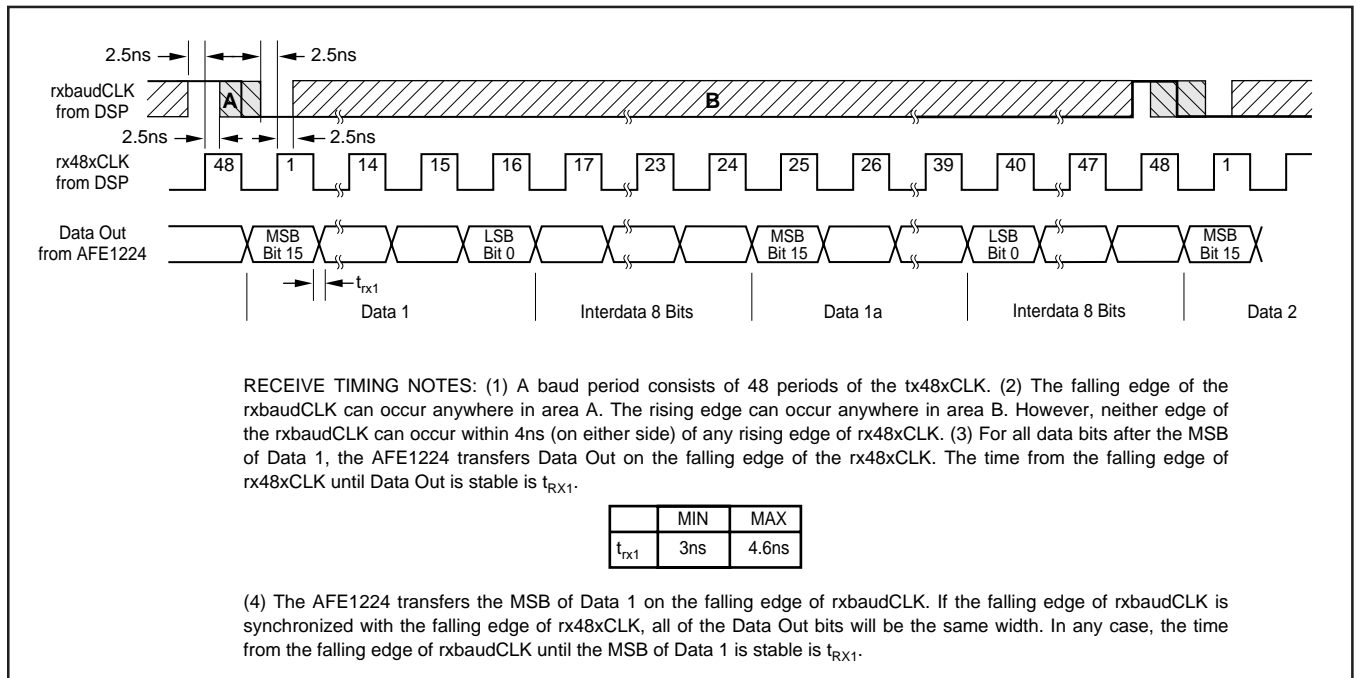 2.5ns 2.5ns
rxbaudCLK
from DSP
A B
2.5ns 2.5ns
rx48xCLK
from DSP
48 1 14 15 16 17 23 24 25 26 39 40 47 48 1
Data Out
from AFE1224
MSB
Bit 15
LSB
Bit 0
MSB
Bit 15
LSB
Bit 0
MSB
Bit 15
trx1
Data 1 Interdata 8 Bits Data 1a Interdata 8 Bits Data 2
RECEIVE TIMING NOTES: (1) A baud period consists of 48 periods of the tx48xCLK. (2) The falling edge of the
rxbaudCLK can occur anywhere in area A. The rising edge can occur anywhere in area B. However, neither edge of
the rxbaudCLK can occur within 4ns (on either side) of any rising edge of rx48xCLK. (3) For all data bits after the MSB
of Data 1, the AFE1224 transfers Data Out on the falling edge of the rx48xCLK. The time from the falling edge of
rx48xCLK until Data Out is stable is tRX1.
MIN MAX
trx1 3ns 4.6ns
(4) The AFE1224 transfers the MSB of Data 1 on the falling edge of rxbaudCLK. If the falling edge of rxbaudCLK is
synchronized with the falling edge of rx48xCLK, all of the Data Out bits will be the same width. In any case, the time
from the falling edge of rxbaudCLK until the MSB of Data 1 is stable is tRX1.